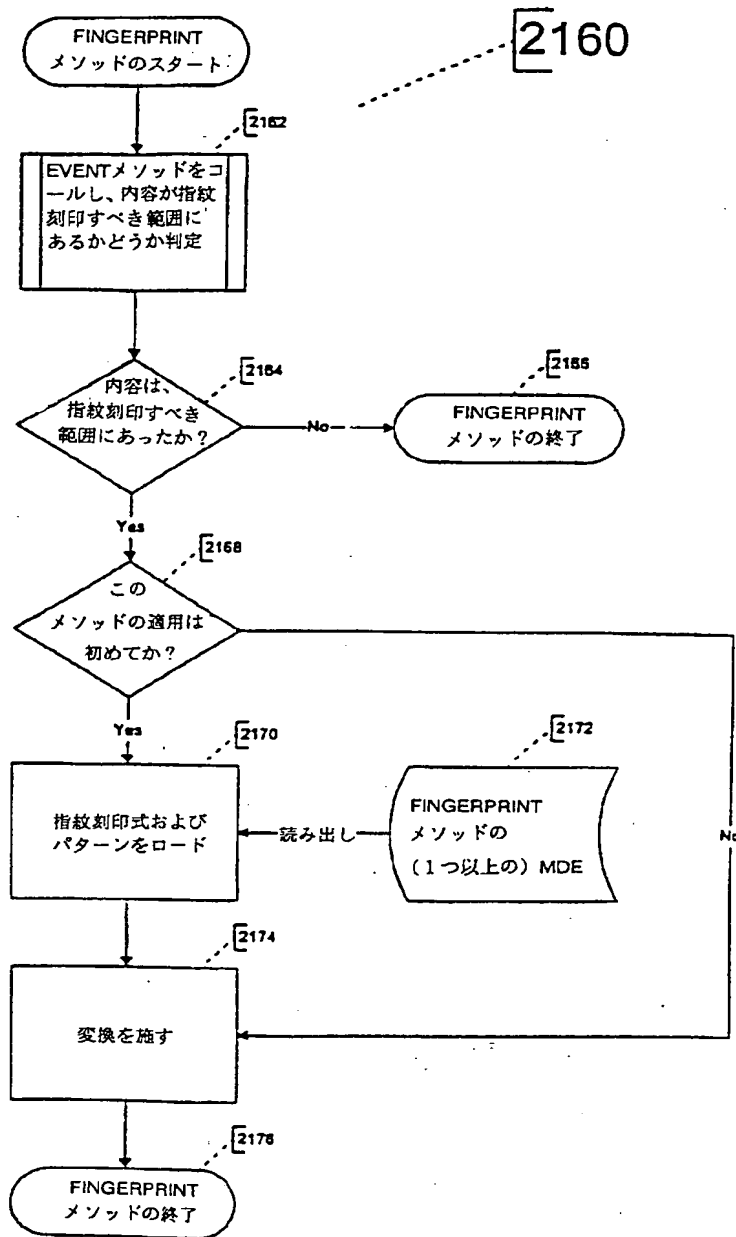 FINGERPRINT
メソッドのスタート
2160
2162
EVENTメソッドをコ
ールし、内容が指紋
刻印すべき範囲に
あるかどうか判定
2164
内容は、
指紋刻印すべき
範囲にあったか？
No
2166
FINGERPRINT
メソッドの終了
Yes
2168
この
メソッドの適用は
初めてか？
Yes
No
2170
指紋刻印式および
パターンをロード
読み出し
2172
FINGERPRINT
メソッドの
（１つ以上の）MDE
2174
変換を施す
2176
FINGERPRINT
メソッドの終了